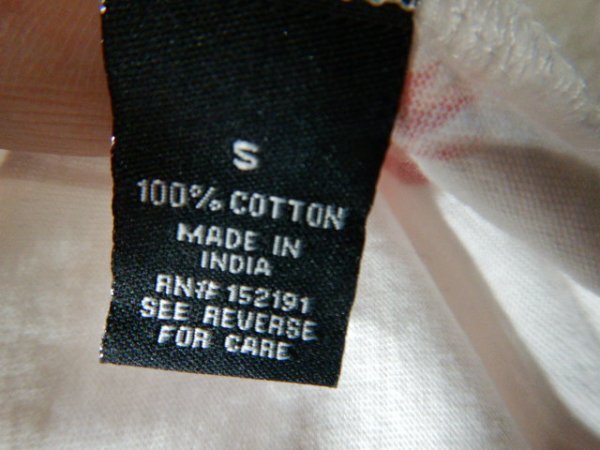 S
100% COTTON
MADE IN
INDIA
RN# 152191
SEE REVERSE
FOR CARE